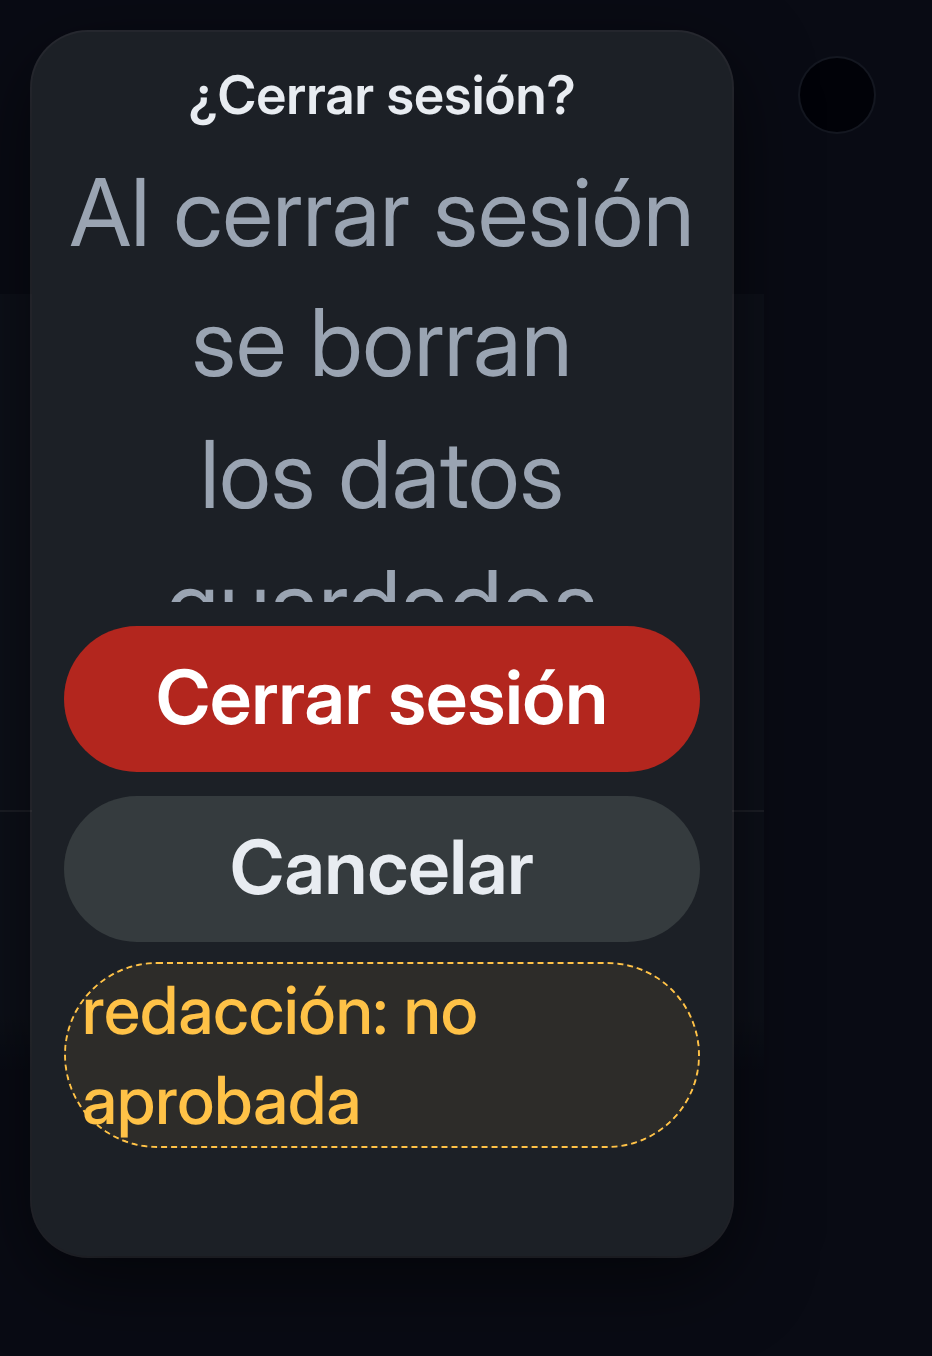 ¿Cerrar sesión?
Al cerrar sesión
se borran
los datos
Cerrar sesión
Cancelar
redacción: no
aprobada